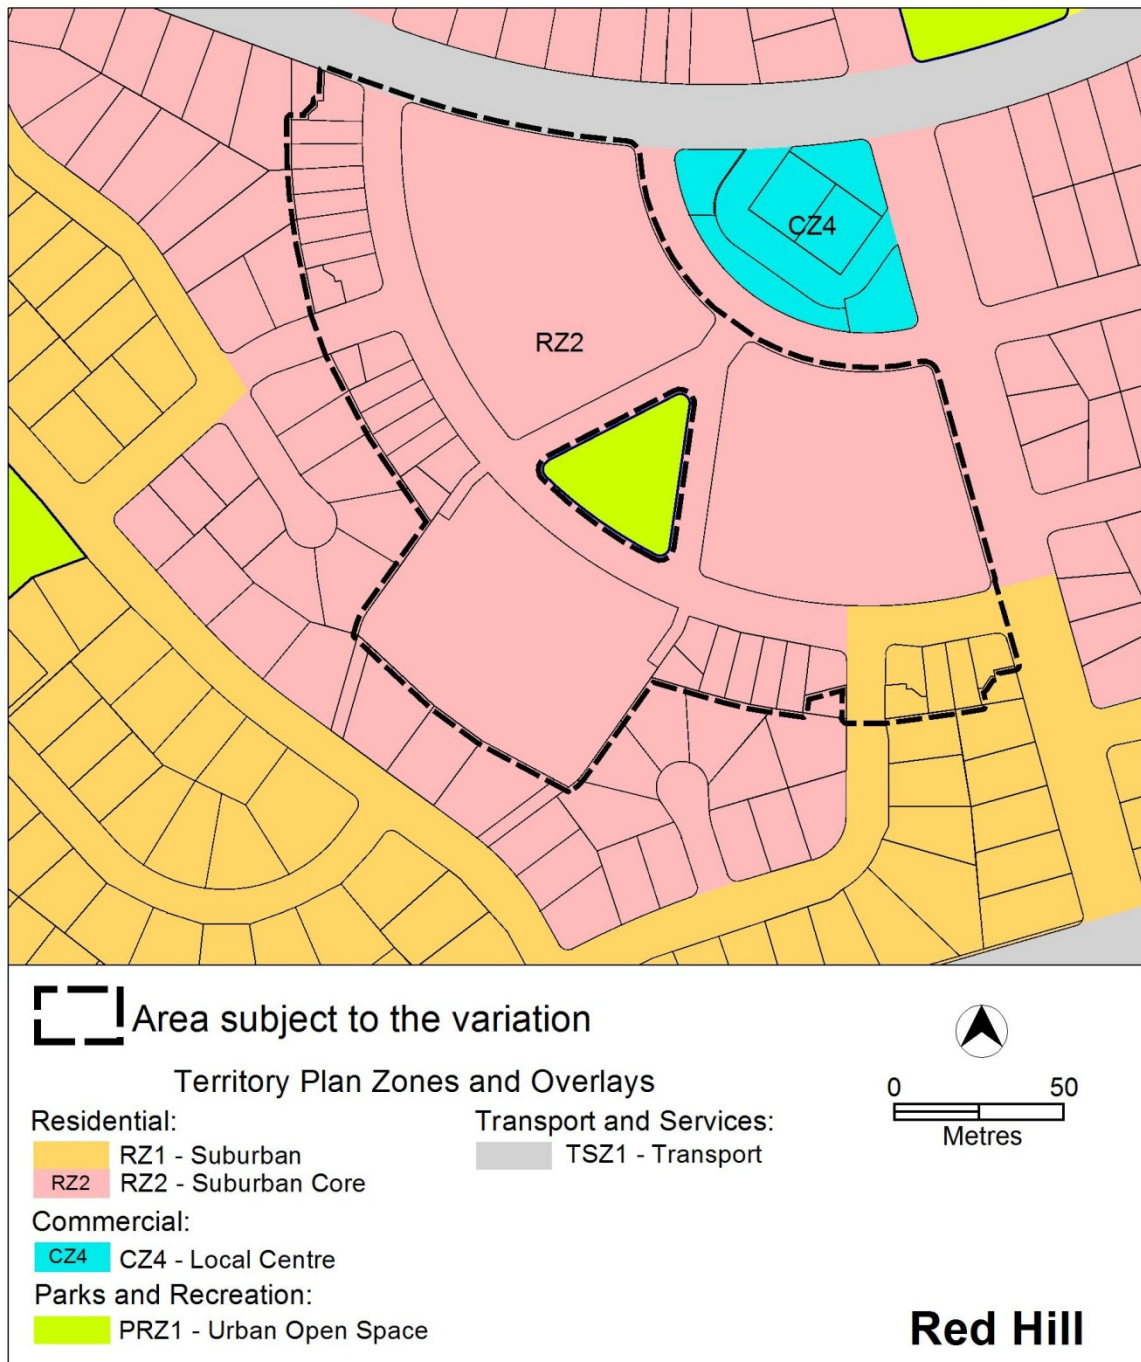 CZ4
RZ2
Area subject to the variation
Territory Plan Zones and Overlays
Residential:
RZ1 - Suburban
RZ2 RZ2 - Suburban Core
Commercial:
CZ4 CZ4 - Local Centre
Parks and Recreation:
PRZ1 - Urban Open Space
Transport and Services:
TSZ1 - Transport
0 50
Metres
Red Hill